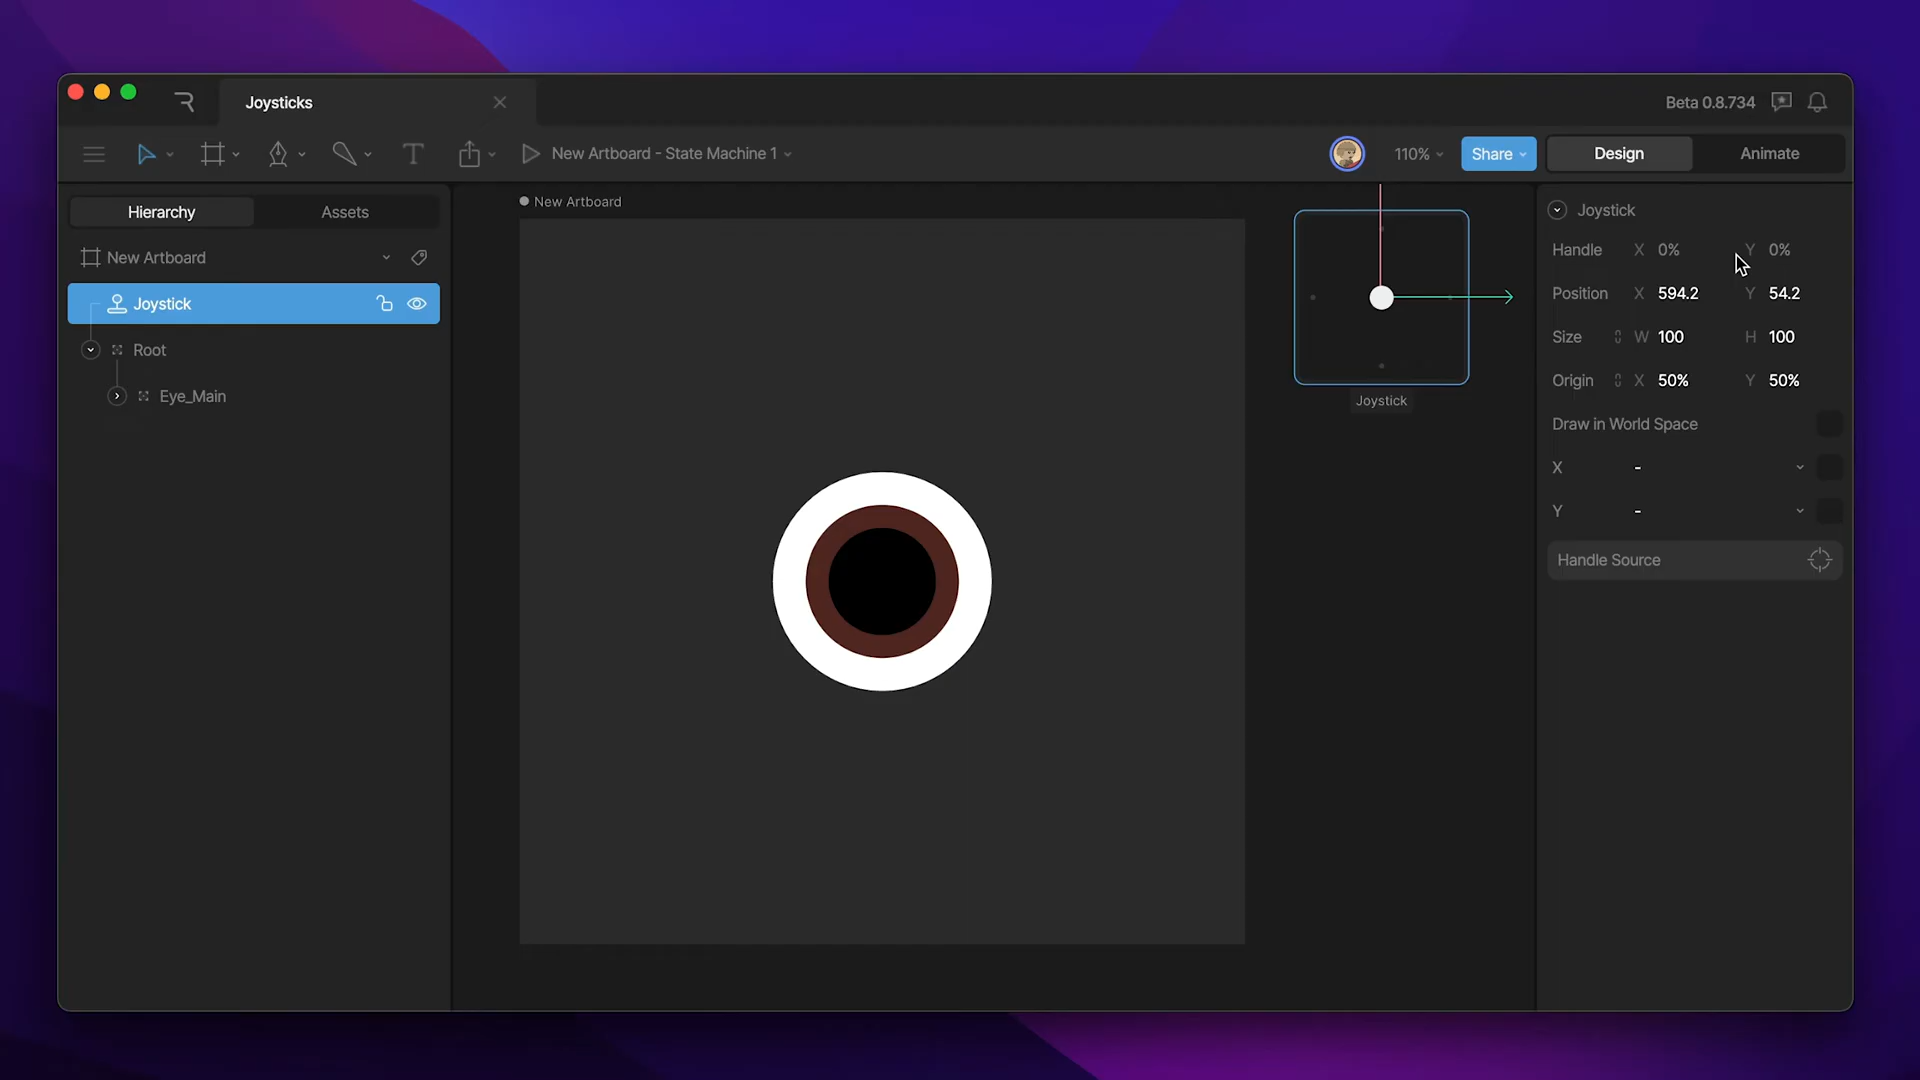 Joysticks
Beta 0.8.734
New Artboard - State Machine 1
110%
Share
Design
Animate
Hierarchy
Assets
New Artboard
Joystick
Root
Eye_Main
New Artboard
Joystick
Joystick
Handle X 0% Y 0%
Position X 594.2 Y 54.2
Size W 100 H 100
Origin X 50% Y 50%
Draw in World Space
X -
Y -
Handle Source